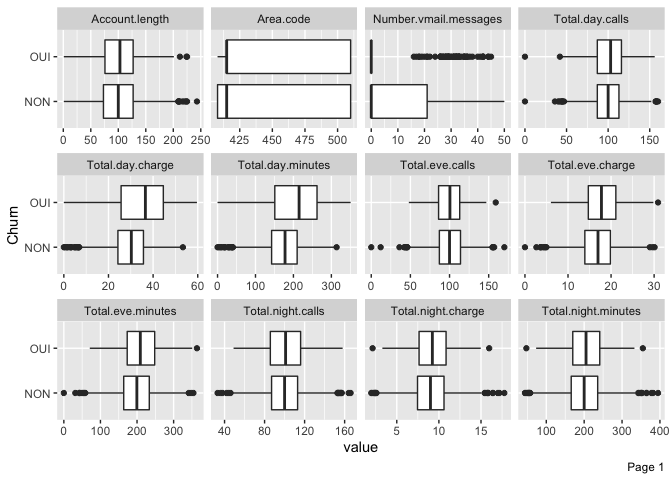 Account.length Area.code Number.vmail.messages Total.day.calls
OUI
NON
0 50 100 150 200 250 425 450 475 500 0 10 20 30 40 50 0 50 100 150
Total.day.charge Total.day.minutes Total.eve.calls Total.eve.charge
OUI
NON
0 20 40 60 0 100 200 300 0 50 100 150 0 10 20 30
Total.eve.minutes Total.night.calls Total.night.charge Total.night.minutes
OUI
NON
0 100 200 300 40 80 120 160 5 10 15 100 200 300 400
Churn
value
Page 1